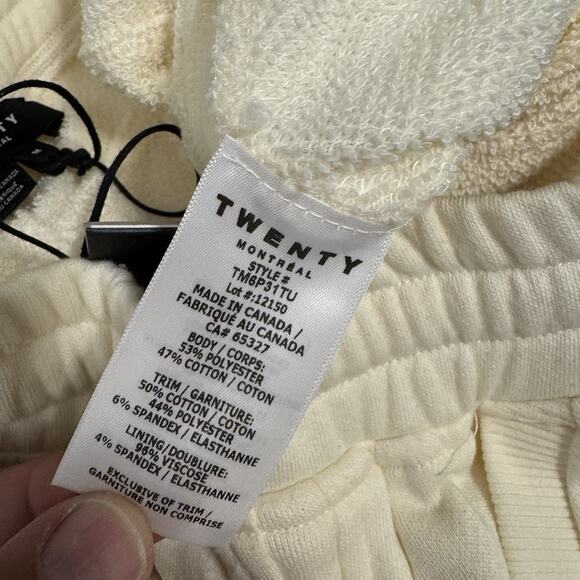 TWENTY
MONTRÉAL
STYLE #
TM6P31TU
Lot #:12150
MADE IN CANADA /
FABRIQUÉ AU CANADA
CA# 65327
BODY / CORPS:
53% POLYESTER
47% COTTON / COTON
TRIM / GARNITURE:
50% COTTON / COTON
44% POLYESTER
6% SPANDEX / ELASTHANNE
LINING/DOUBLURE:
96% VISCOSE
4% SPANDEX / ELASTHANNE
EXCLUSIVE OF TRIM /
GARNITURE NON COMPRISE